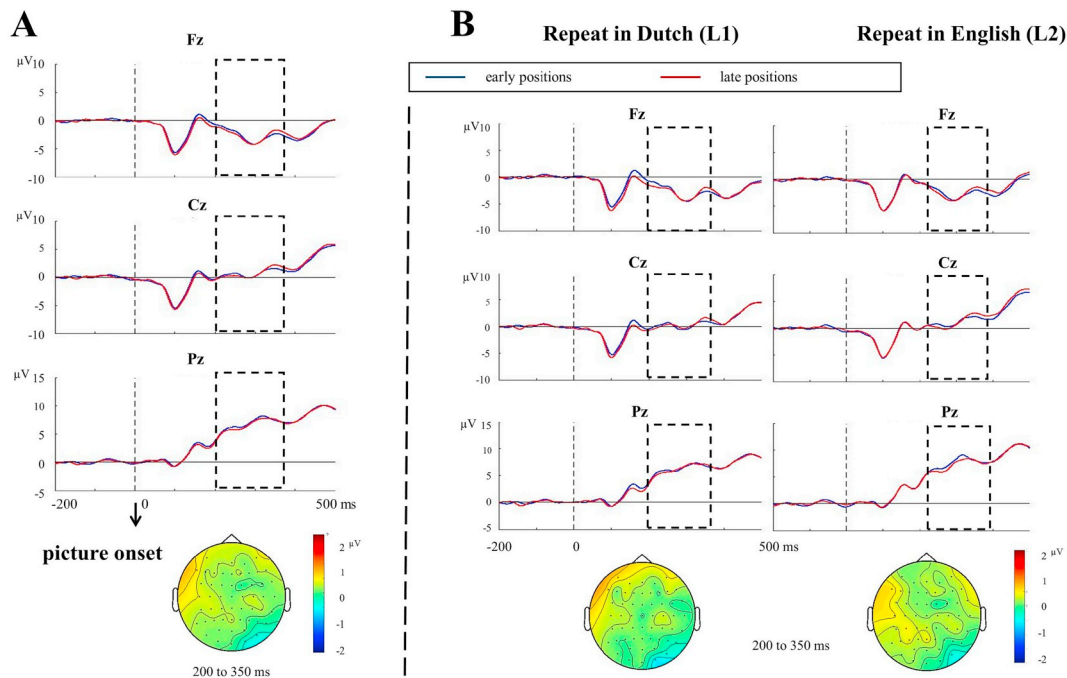 A
Fz
µV 10
5
0
-5
-10
Cz
µV 10
5
0
-5
-10
Pz
µV
15
10
5
0
-5
-200
0
500 ms
picture onset
µV
2
1
0
-1
-2
200 to 350 ms
B
Repeat in Dutch (L1)
Repeat in English (L2)
early positions
late positions
Fz
Fz
µV 10
5
0
-5
-10
Cz
Cz
µV10
5
0
-5
-10
Pz
Pz
µV
15
10
5
0
-5
-200
0
500 ms
µV
2
1
0
-1
-2
200 to 350 ms